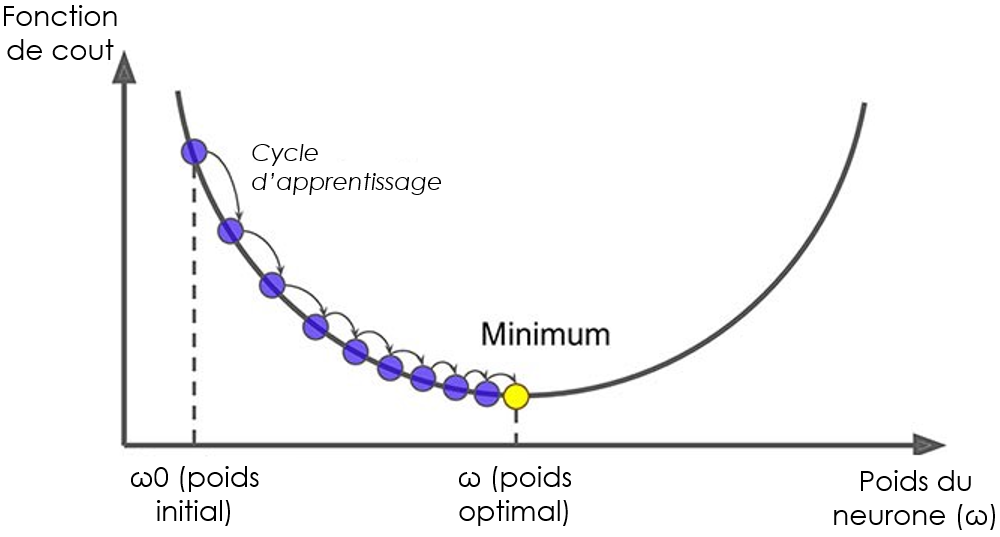 Fonction
de cout
Cycle
d’apprentissage
Minimum
ω0 (poids
initial)
ω (poids
optimal)
Poids du
neurone (ω)